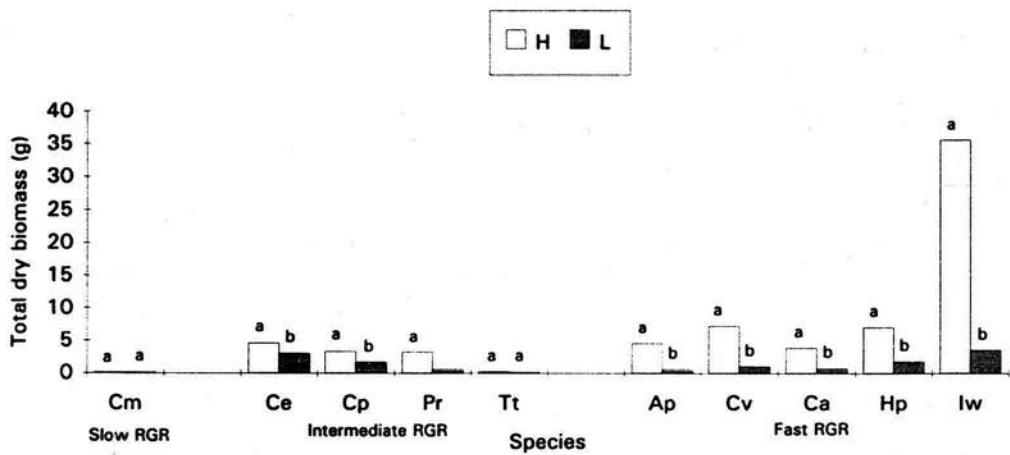 H L
Total dry biomass (g)
40
35
30
25
20
15
10
5
0
a a a b a b a a a a b a b a b a b a b
Cm Ce Cp Pr Tt Ap Cv Ca Hp Iw
Slow RGR Intermediate RGR Fast RGR
Species